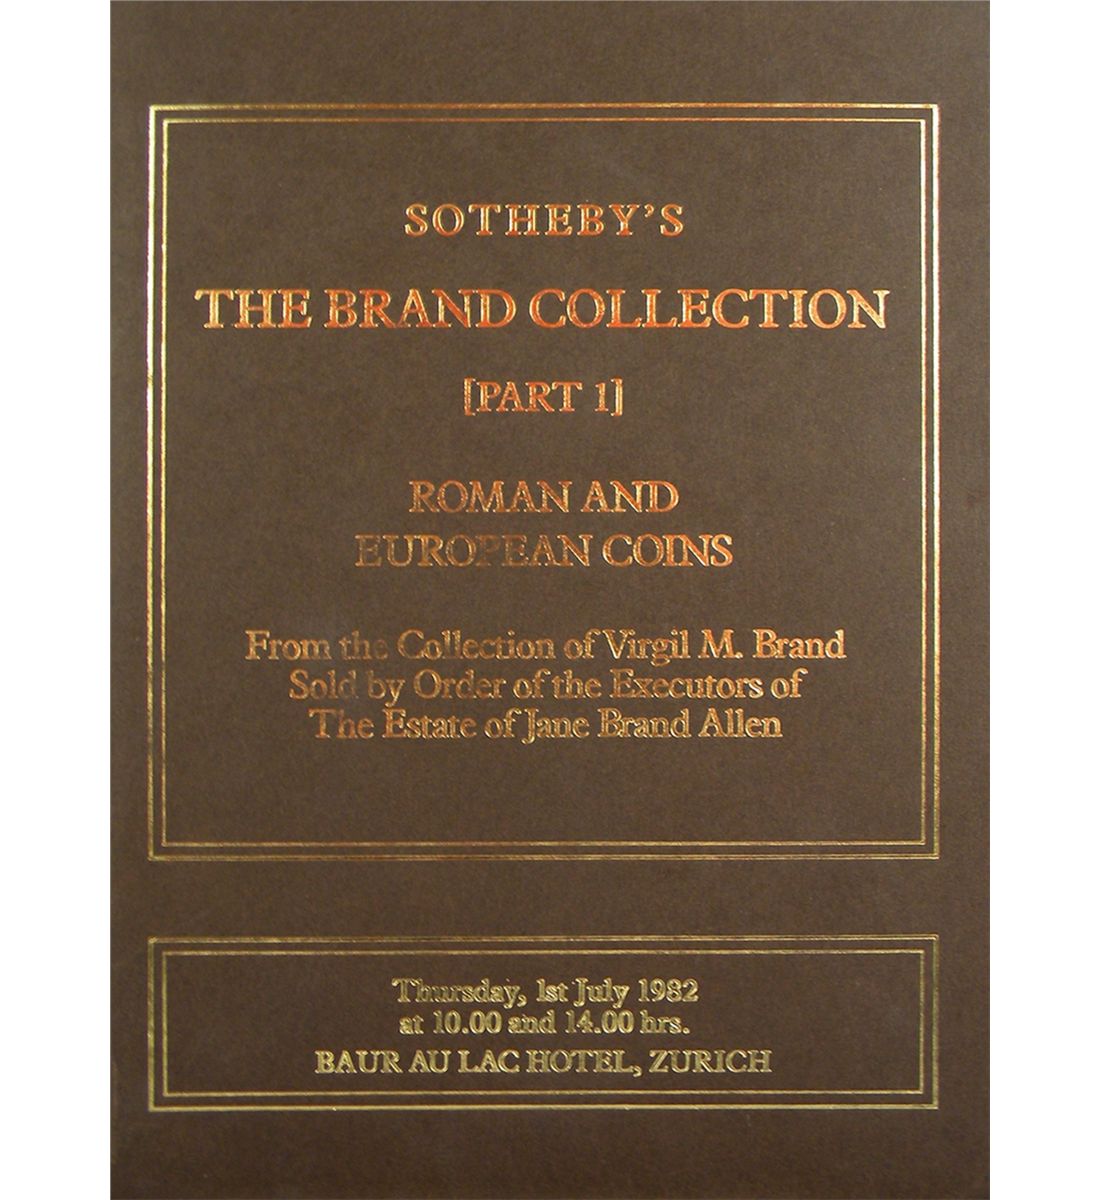 SOTHEBY'S
THE BRAND COLLECTION
[PART 1]
ROMAN AND
EUROPEAN COINS
From the Collection of Virgil M. Brand
Sold by Order of the Executors of
The Estate of Jane Brand Allen
Thursday, 1st July 1982
at 10.00 and 14.00 hrs.
BAUR AU LAC HOTEL, ZURICH